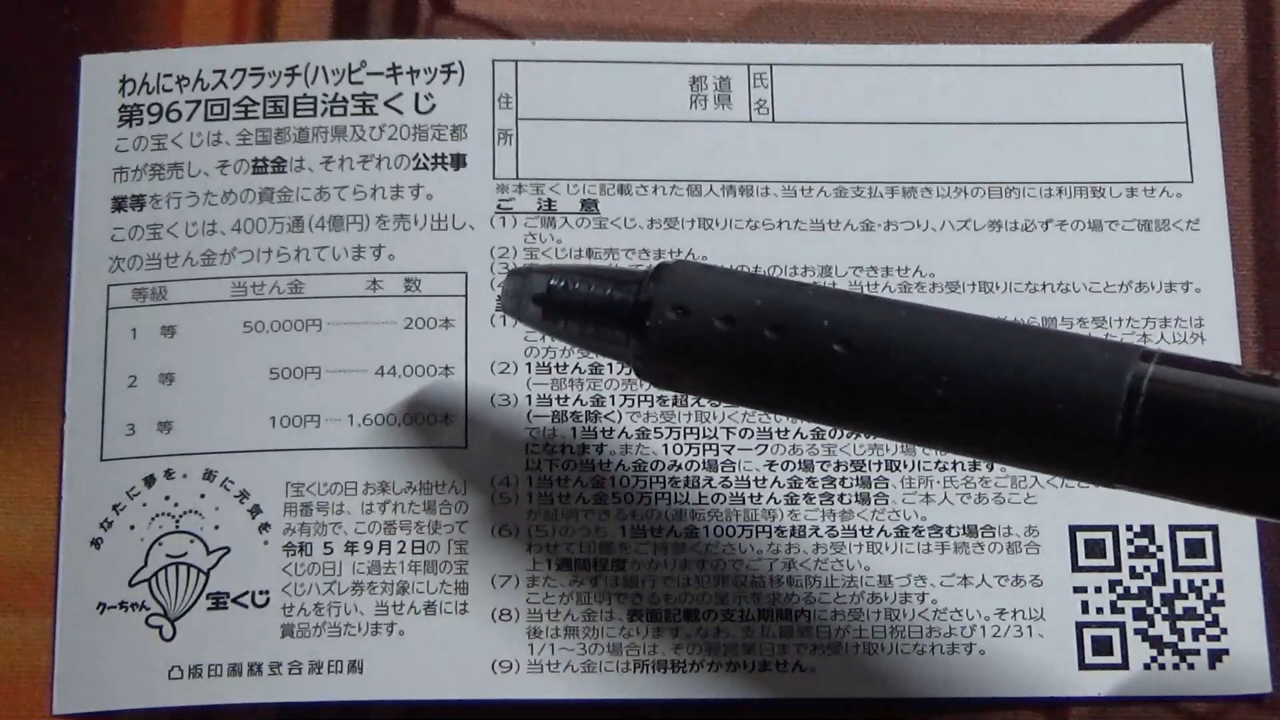 わんにゃんスクラッチ(ハッピーキャッチ)
第967回全国自治宝くじ
この宝くじは、全国都道府県及び20指定都
市が発売し、その益金は、それぞれの公共事
業等を行うための資金にあてられます。
この宝くじは、400万通(4億円)を売り出し、
次の当せん金がつけられています。
等級 当せん金 本 数
1 等 50,000円 200本
2 等 500円 44,000本
3 等 100円 1,600,000本
あなたに夢を。街に元気を。
クーちゃん 宝くじ
「宝くじの日 お楽しみ抽せん」
用番号は、はずれた場合の
み有効で、この番号を使って
令和 5 年9月2日の「宝
くじの日」に過去1年間の宝
くじハズレ券を対象にした抽
せんを行い、当せん者には
賞品が当たります。
凸版印刷株式会社印刷
住所 都道府県 氏名
※本宝くじに記載された個人情報は、当せん金支払手続き以外の目的には利用致しません。
ご 注 意
(1) ご購入の宝くじ、お受け取りになられた当せん金・おつり、ハズレ券は必ずその場でご確認くだ
さい。
(2) 宝くじは転売できません。
(3) のものはお渡しできません。
(4 は、当せん金をお受け取りになれないことがあります。
(1) から贈与を受けた方または
これ たご本人以外
の方が受
(2) 1当せん金1万
(一部特定の売り
(3) 1当せん金1万円を超える
(一部を除く)でお受け取りください。
では、1当せん金5万円以下の当せん金のみ
になれます。また、10万円マークのある宝くじ売り場では
以下の当せん金のみの場合に、その場でお受け取りになれます。
(4) 1当せん金10万円を超える当せん金を含む場合、住所・氏名をご記入くだ
(5) 1当せん金50万円以上の当せん金を含む場合、ご本人であること
が証明できるもの(運転免許証等)をご持参ください。
(6) (5)のうち、1当せん金100万円を超える当せん金を含む場合は、あ
わせて印鑑をご持参ください。なお、お受け取りには手続きの都合
上1週間程度かかりますのでご了承ください。
(7) また、みずほ銀行では犯罪収益移転防止法に基づき、ご本人である
ことが証明できるものの呈示を求めることがあります。
(8) 当せん金は、表面記載の支払期間内にお受け取りください。それ以
後は無効になります。なお、支払最終日が土日祝日および12/31、
1/1~3の場合は、その翌営業日までお受け取りになれます。
(9) 当せん金には所得税がかかりません。